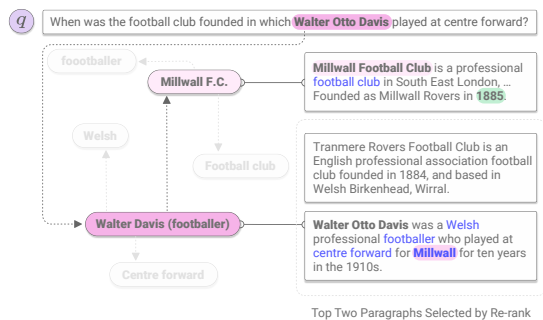 q When was the football club founded in which Walter Otto Davis played at centre forward?
foootballer
Millwall F.C.
Millwall Football Club is a professional
football club in South East London, ...
Founded as Millwall Rovers in 1885.
Welsh
Football club
Tranmere Rovers Football Club is an
English professional association football
club founded in 1884, and based in
Welsh Birkenhead, Wirral.
Walter Davis (footballer)
Walter Otto Davis was a Welsh
professional footballer who played at
centre forward for Millwall for ten years
in the 1910s.
Centre forward
Top Two Paragraphs Selected by Re-rank